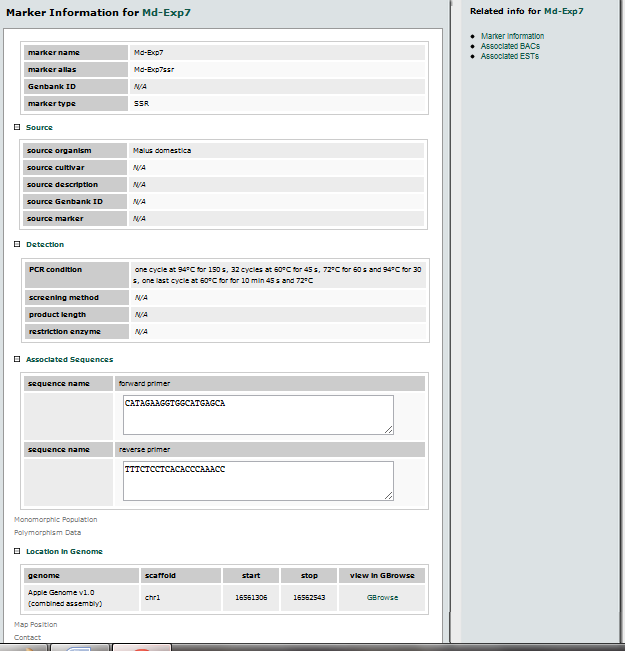 Marker Information for Md-Exp7
marker name Md-Exp7
marker alias Md-Exp7ssr
Genbank ID N/A
marker type SSR
Source
source organism Malus domestica
source cultivar N/A
source description N/A
source Genbank ID N/A
source marker N/A
Detection
PCR condition one cycle at 94°C for 150 s, 32 cycles at 60°C for 45 s, 72°C for 60 s and 94°C for 30
s, one last cycle at 60°C for for 10 min 45 s and 72°C
screening method N/A
product length N/A
restriction enzyme N/A
Associated Sequences
sequence name forward primer
CATAGAAGGTGGCATGAGCA
sequence name reverse primer
TTTCTCCTCACACCCAAACC
Monomorphic Population
Polymorphism Data
Location in Genome
genome scaffold start stop view in GBrowse
Apple Genome v1.0
(combined assembly) chr1 16561306 16562543 GBrowse
Map Position
Contact
Related info for Md-Exp7
Marker information
Associated BACs
Associated ESTs